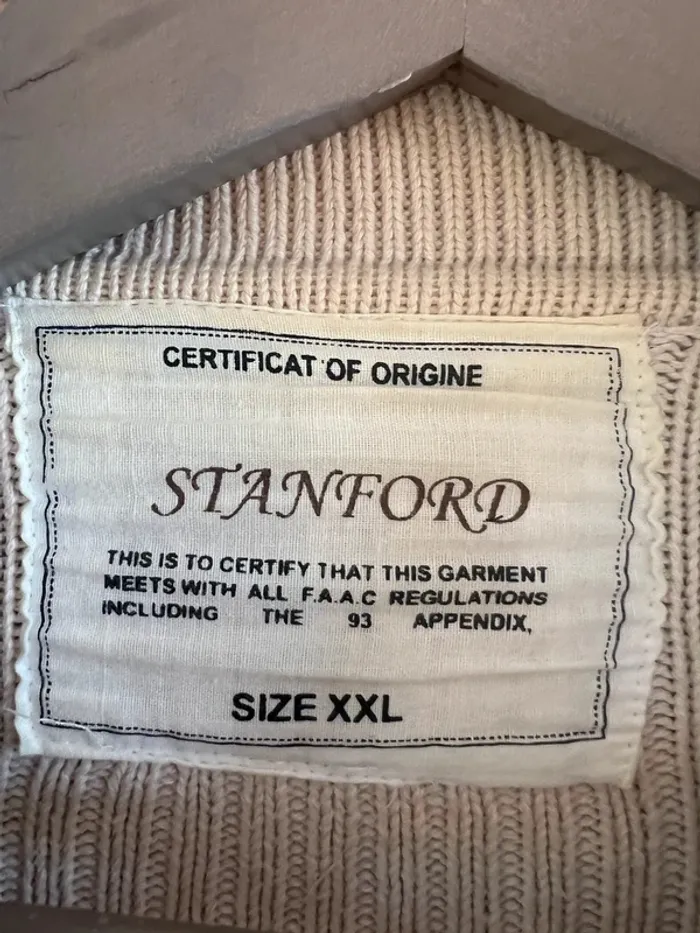 CERTIFICAT OF ORIGINE
STANFORD
THIS IS TO CERTIFY THAT THIS GARMENT
MEETS WITH ALL F.A.A.C REGULATIONS
INCLUDING THE 93 APPENDIX,
SIZE XXL